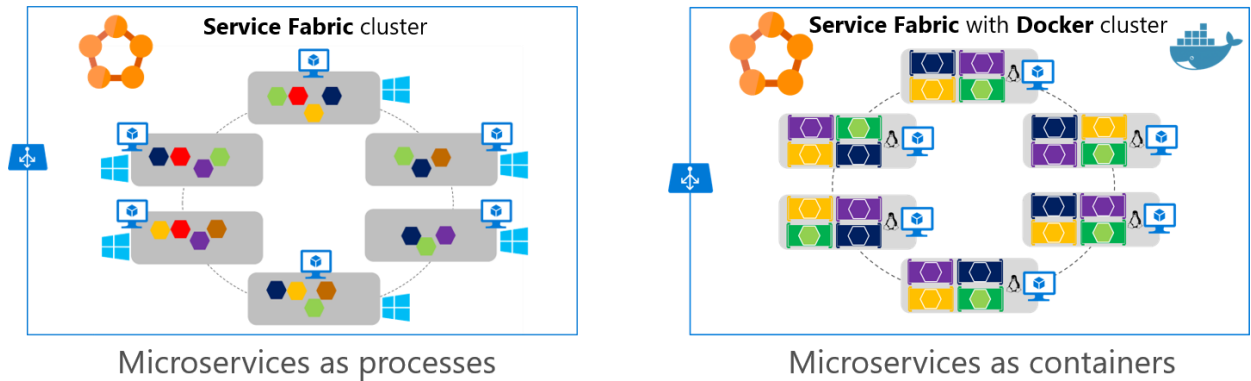 Service Fabric cluster
Service Fabric with Docker cluster
Microservices as processes
Microservices as containers